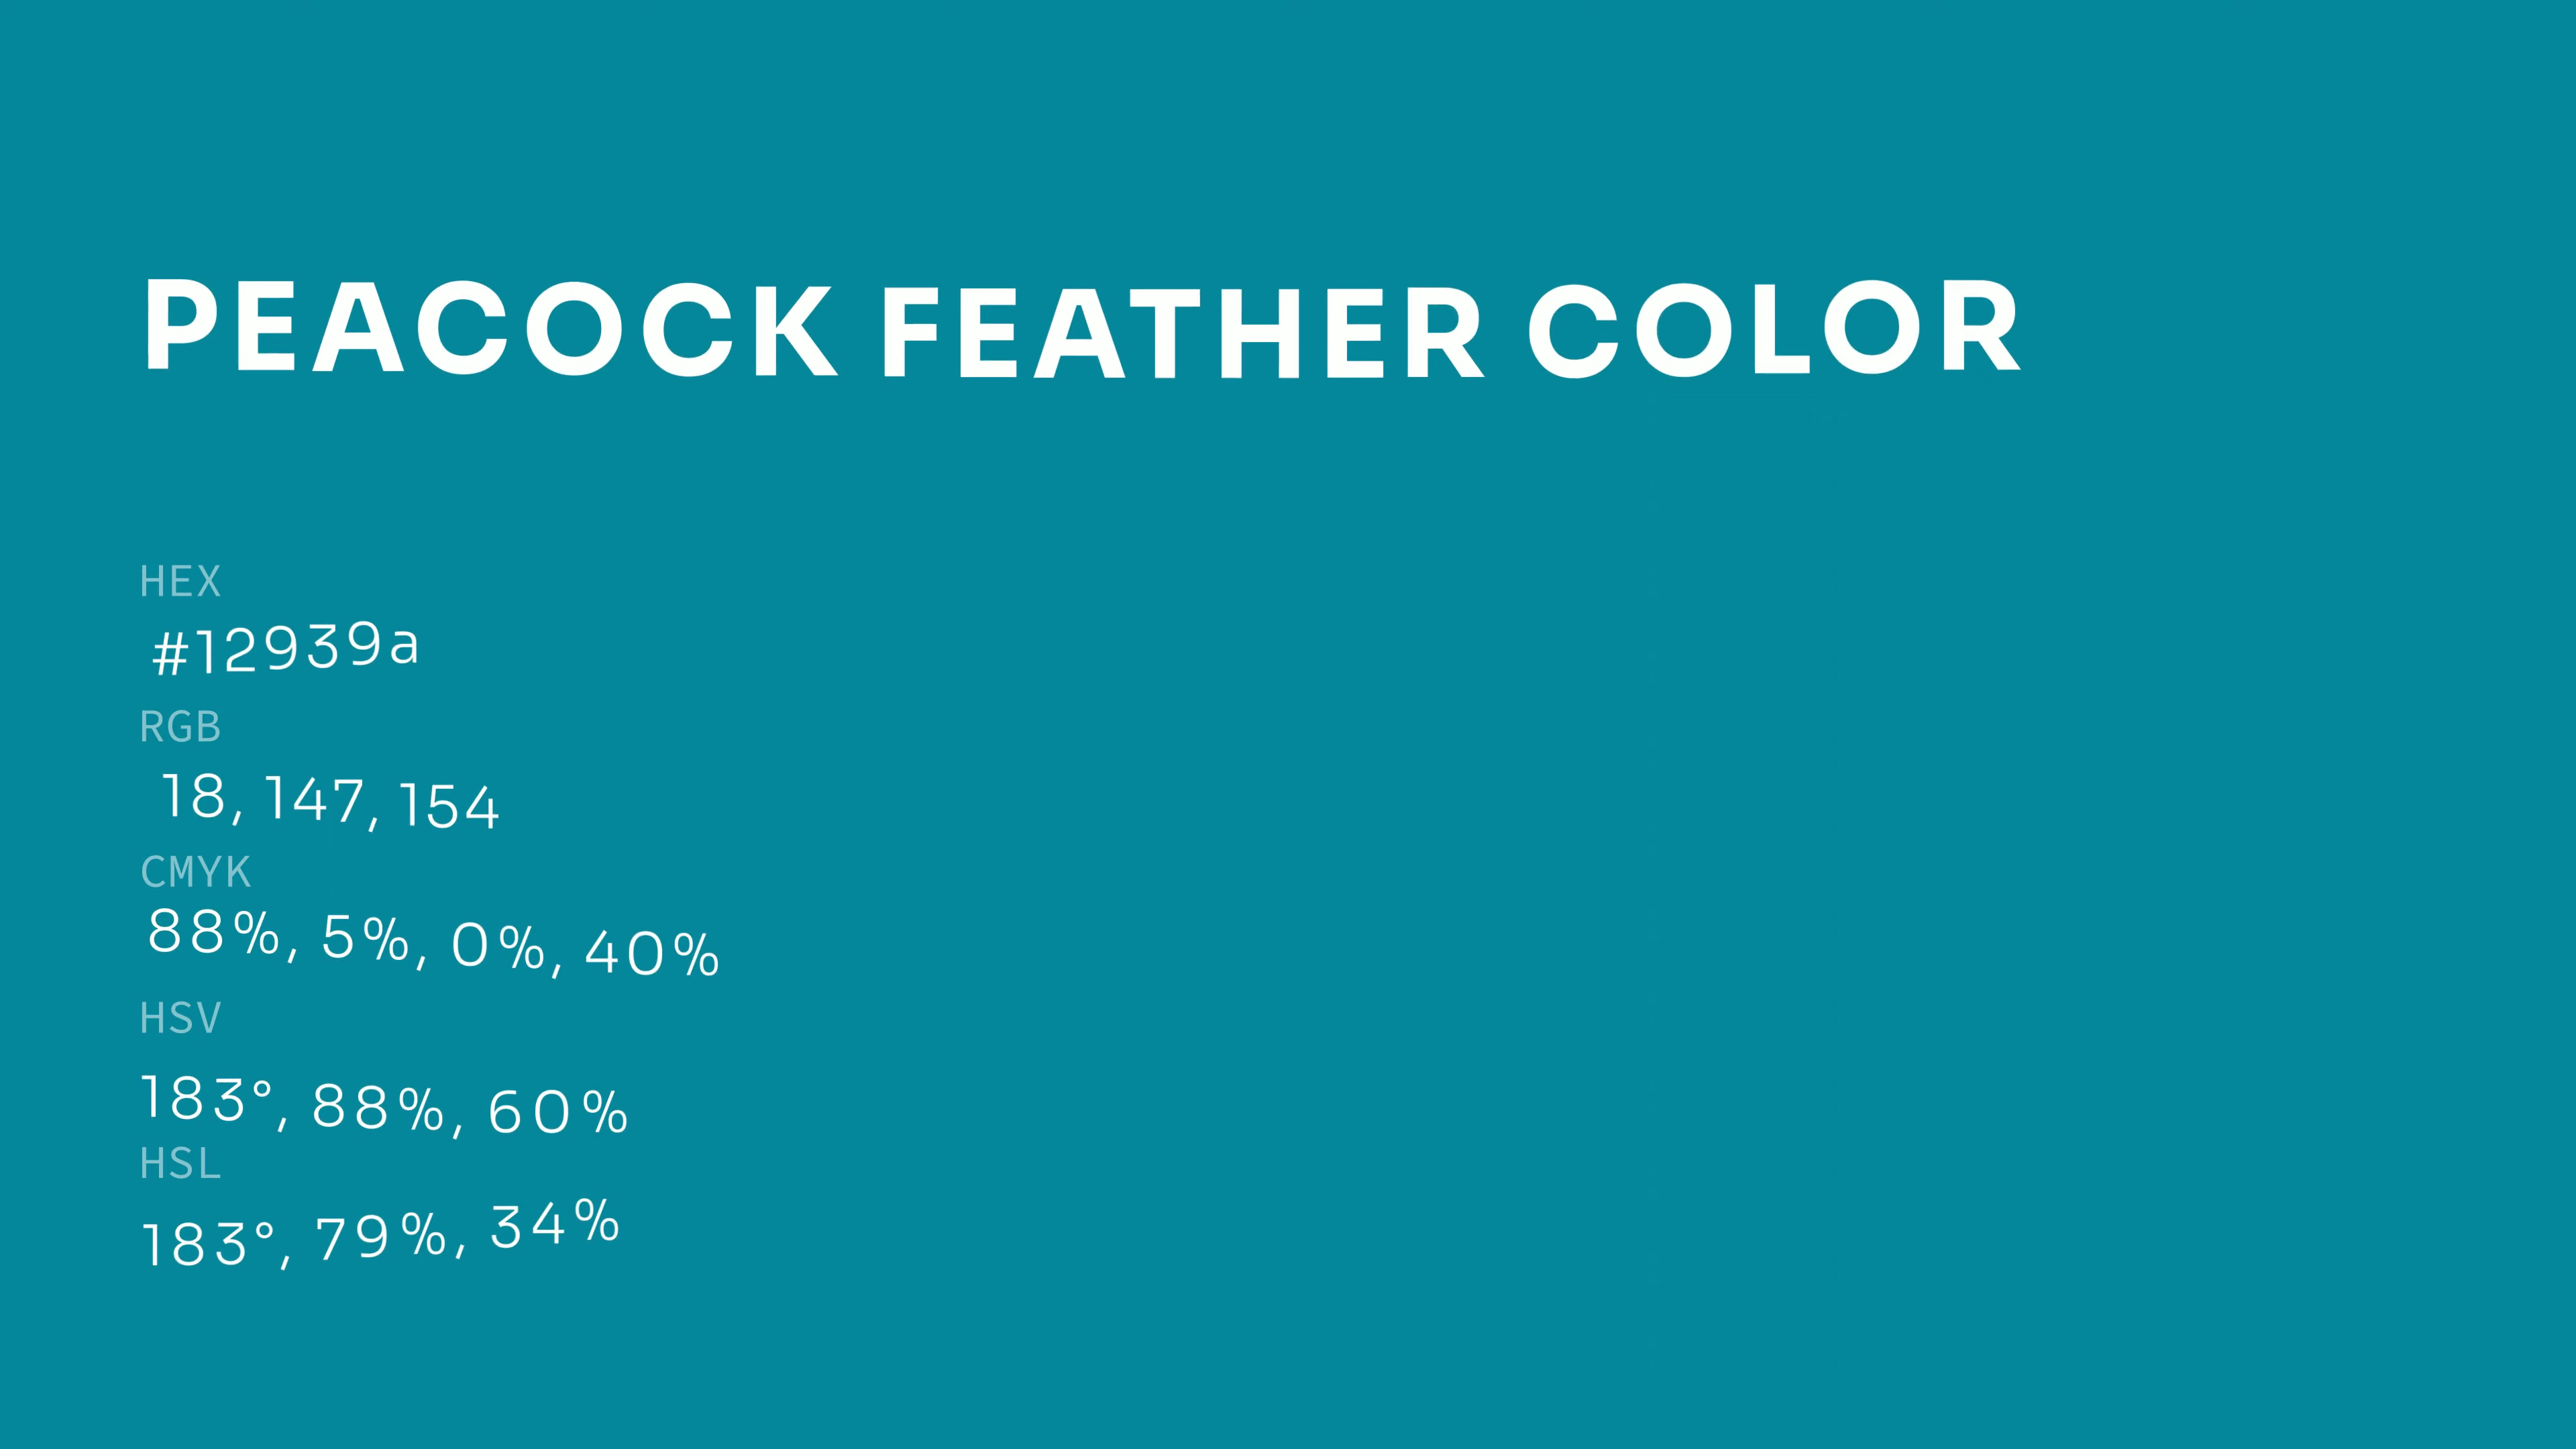 PEACOCK FEATHER COLOR
HEX
#12939a
RGB
18, 147, 154
CMYK
88%, 5%, 0%, 40%
HSV
183°, 88%, 60%
HSL
183°, 79%, 34%